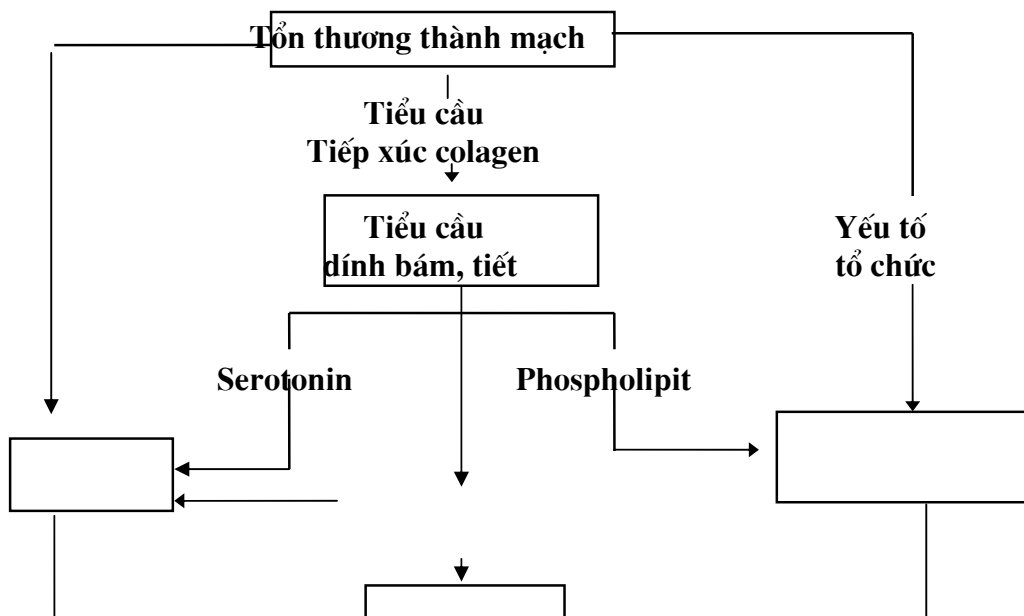 Tổn thương thành mạch
Tiểu cầu
Tiếp xúc colagen
Tiểu cầu
dính bám, tiết
Yếu tố
tổ chức
Serotonin
Phospholipit